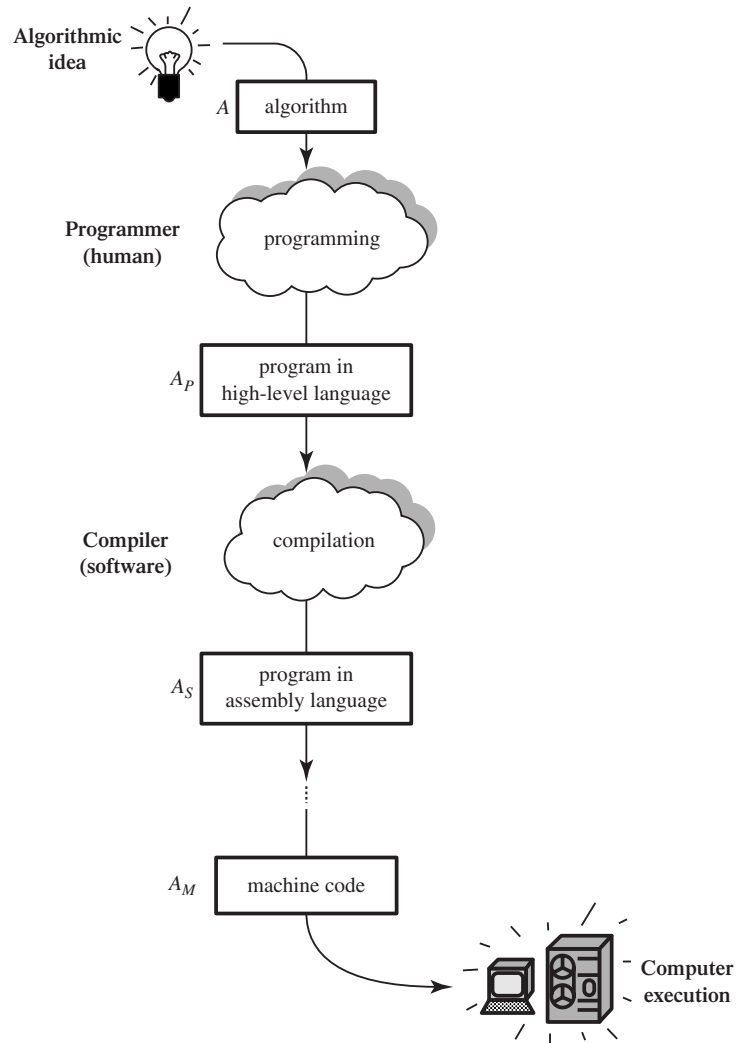 Algorithmic
idea
A algorithm
Programmer
(human)
programming
A_P
program in
high-level language
Compiler
(software)
compilation
A_S
program in
assembly language
A_M machine code
Computer
execution